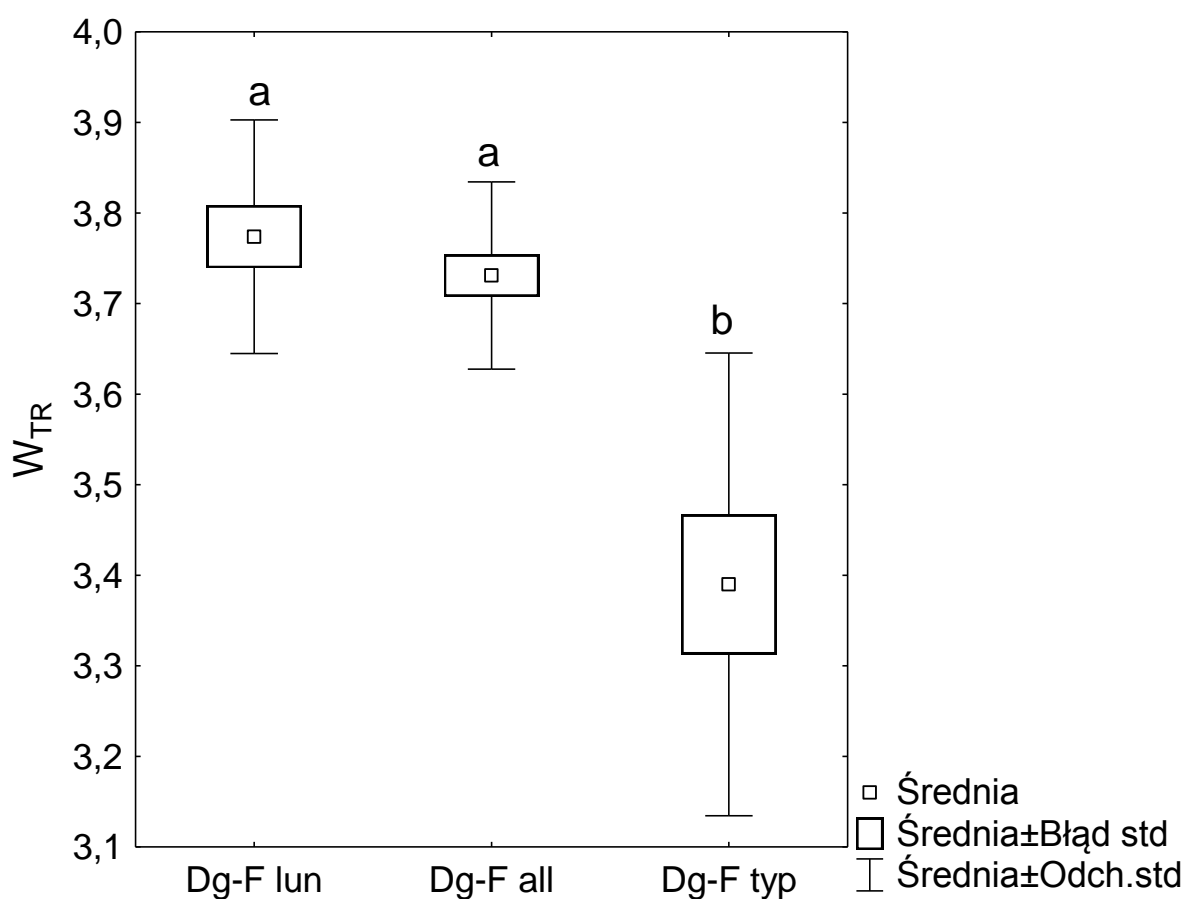 4,0
3,9
3,8
3,7
3,6
3,5
3,4
3,3
3,2
3,1
W_TR
a
a
b
Dg-F lun
Dg-F all
Dg-F typ
Średnia
Średnia±Błąd std
Średnia±Odch.std